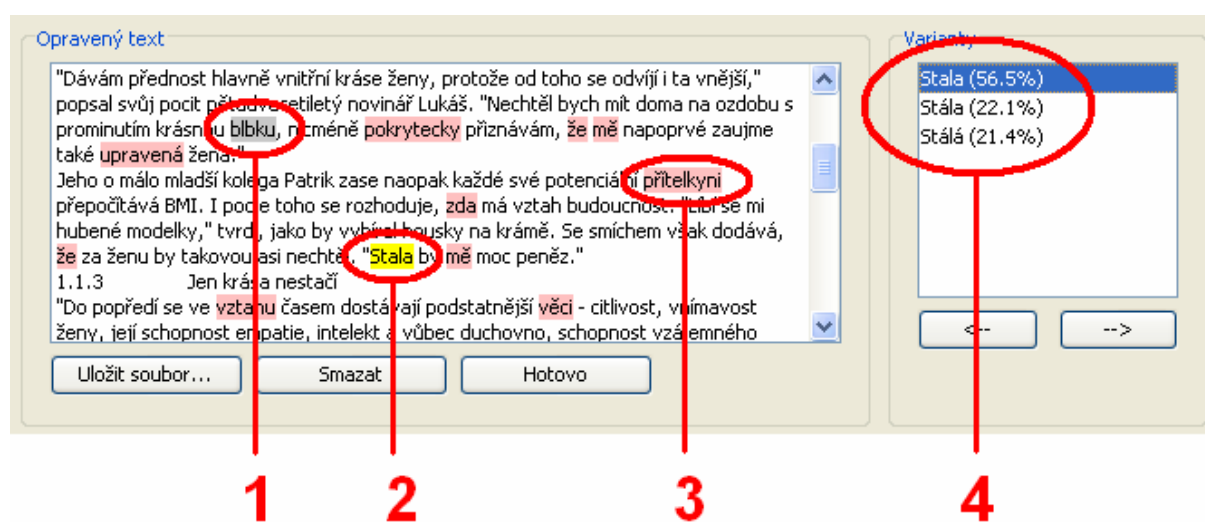 Opravený text
"Dávám přednost hlavně vnitřní kráse ženy, protože od toho se odvíjí i ta vnější,"
popsal svůj pocit pětadvacetiletý novinář Lukáš. "Nechtěl bych mít doma na ozdobu s
prominutím krásnou blbku, nicméně pokrytecky přiznávám, že mě napoprvé zaujme
také upravená žena."
Jeho o málo mladší kolega Patrik zase naopak každé své potenciální přítelkyni
přepočítává BMI. I podle toho se rozhoduje, zda má vztah budoucnost. "Líbí se mi
hubené modelky," tvrdí, jako by vybíral housky na krámě. Se smíchem však dodává,
že za ženu by takovou asi nechtěl, "Stala by mě moc peněz."
1.1.3 Jen krása nestačí
"Do popředí se ve vztahu časem dostávají podstatnější věci - citlivost, vnímavost
ženy, její schopnost empatie, intelekt a vůbec duchovno, schopnost vzájemného
Uložit soubor...
Smazat
Hotovo
Varianty
Stala (56.5%)
Stála (22.1%)
Stálá (21.4%)
<--
-->
1
2
3
4